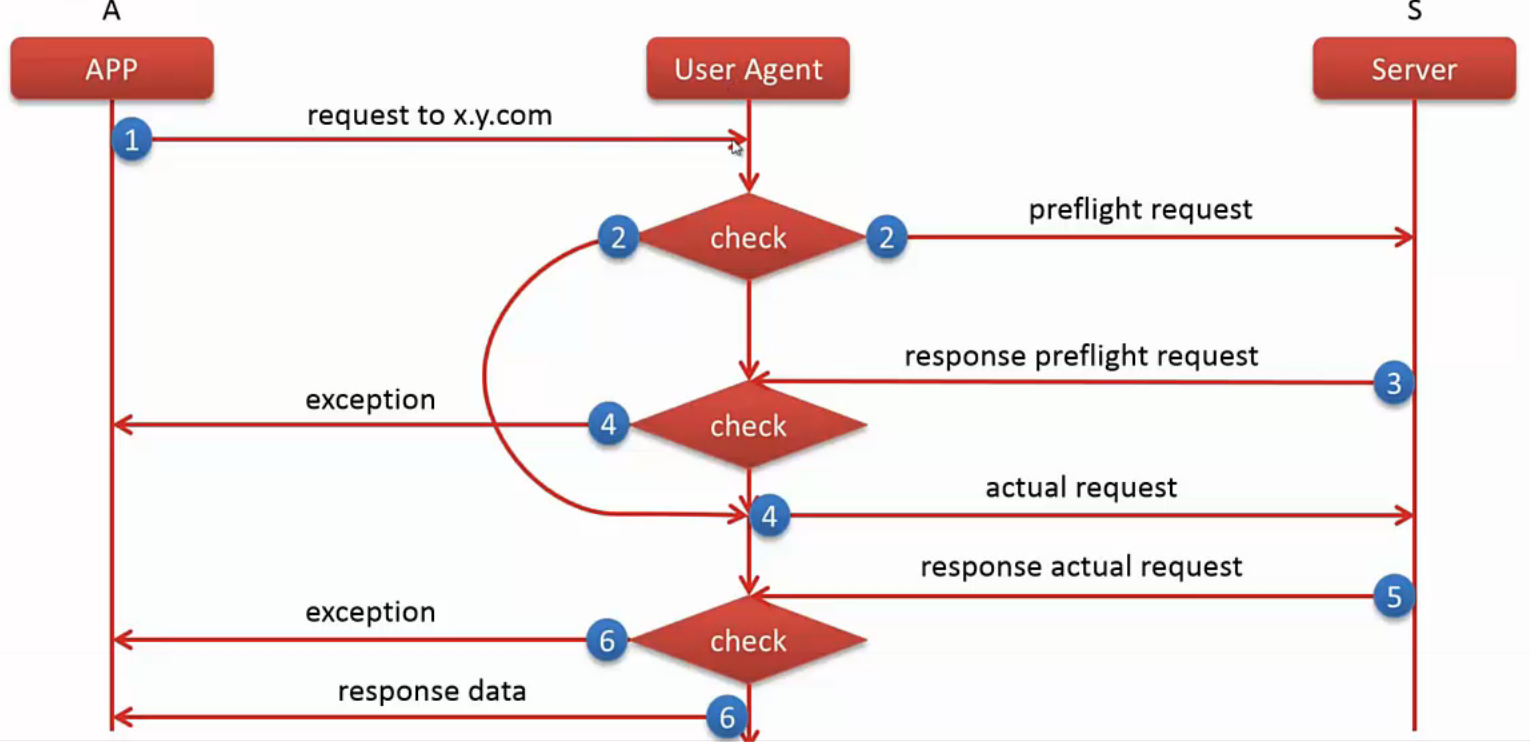 A
S
APP
User Agent
Server
request to x.y.com
1
preflight request
2
check
2
response preflight request
3
exception
4
check
actual request
4
response actual request
5
exception
6
check
response data
6